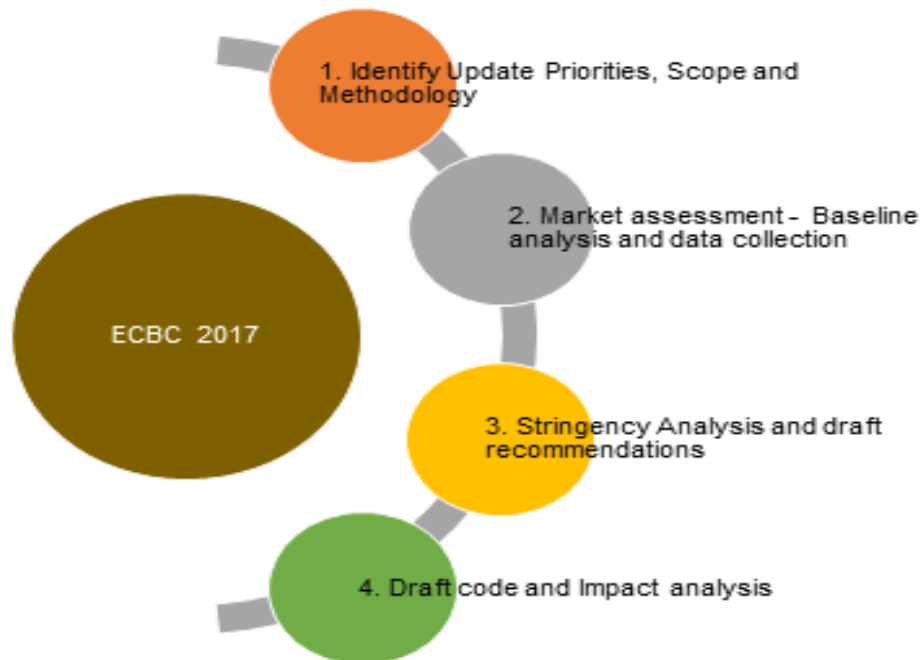 1. Identify Update Priorities, Scope and
Methodology
2. Market assessment - Baseline
analysis and data collection
ECBC 2017
3. Stringency Analysis and draft
recommendations
4. Draft code and Impact analysis